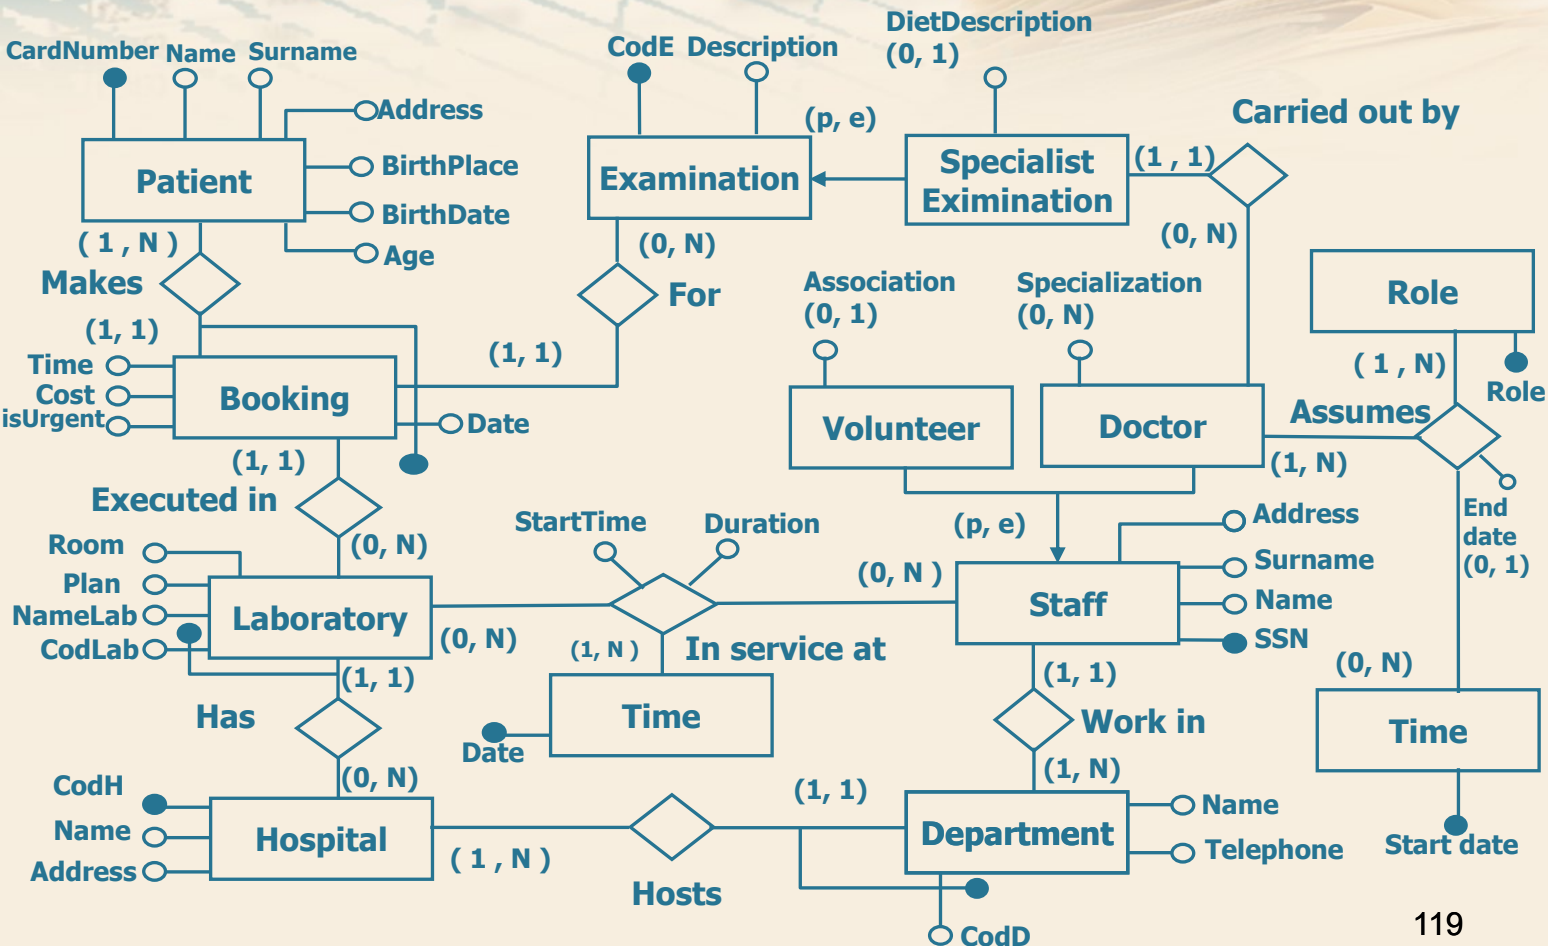 DietDescription
(0, 1)
CardNumber Name Surname
CodE Description
Address
(p, e)
Carried out by
Patient
BirthPlace
BirthDate
Age
Examination
Specialist
Eximination
(1 , 1)
( 1 , N )
(0, N)
(0, N)
Makes
For
Association
(0, 1)
Specialization
(0, N)
Role
(1, 1)
(1, 1)
( 1 , N)
Role
Time
Cost
isUrgent
Booking
Date
Volunteer
Doctor
Assumes
(1, 1)
(1, N)
Executed in
(0, N)
StartTime
Duration
(p, e)
Address
Surname
Name
SSN
End
date
(0, 1)
Room
Plan
NameLab
CodLab
Laboratory
(0, N)
(0, N )
Staff
(1, N )
In service at
(1, 1)
(1, 1)
(0, N)
Has
Time
Date
Work in
Time
(0, N)
(1, N)
CodH
Name
Address
Hospital
( 1 , N )
Hosts
(1, 1)
Department
Name
Telephone
Start date
CodD
119